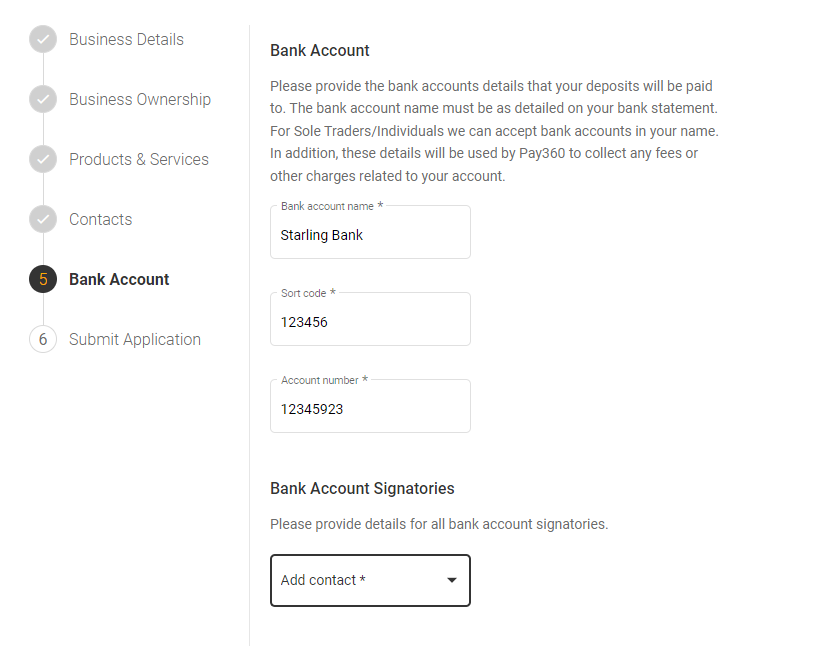 Business Details
Business Ownership
Products & Services
Contacts
5 Bank Account
6 Submit Application
Bank Account
Please provide the bank accounts details that your deposits will be paid
to. The bank account name must be as detailed on your bank statement.
For Sole Traders/Individuals we can accept bank accounts in your name.
In addition, these details will be used by Pay360 to collect any fees or
other charges related to your account.
Bank account name *
Starling Bank
Sort code *
123456
Account number *
12345923
Bank Account Signatories
Please provide details for all bank account signatories.
Add contact *